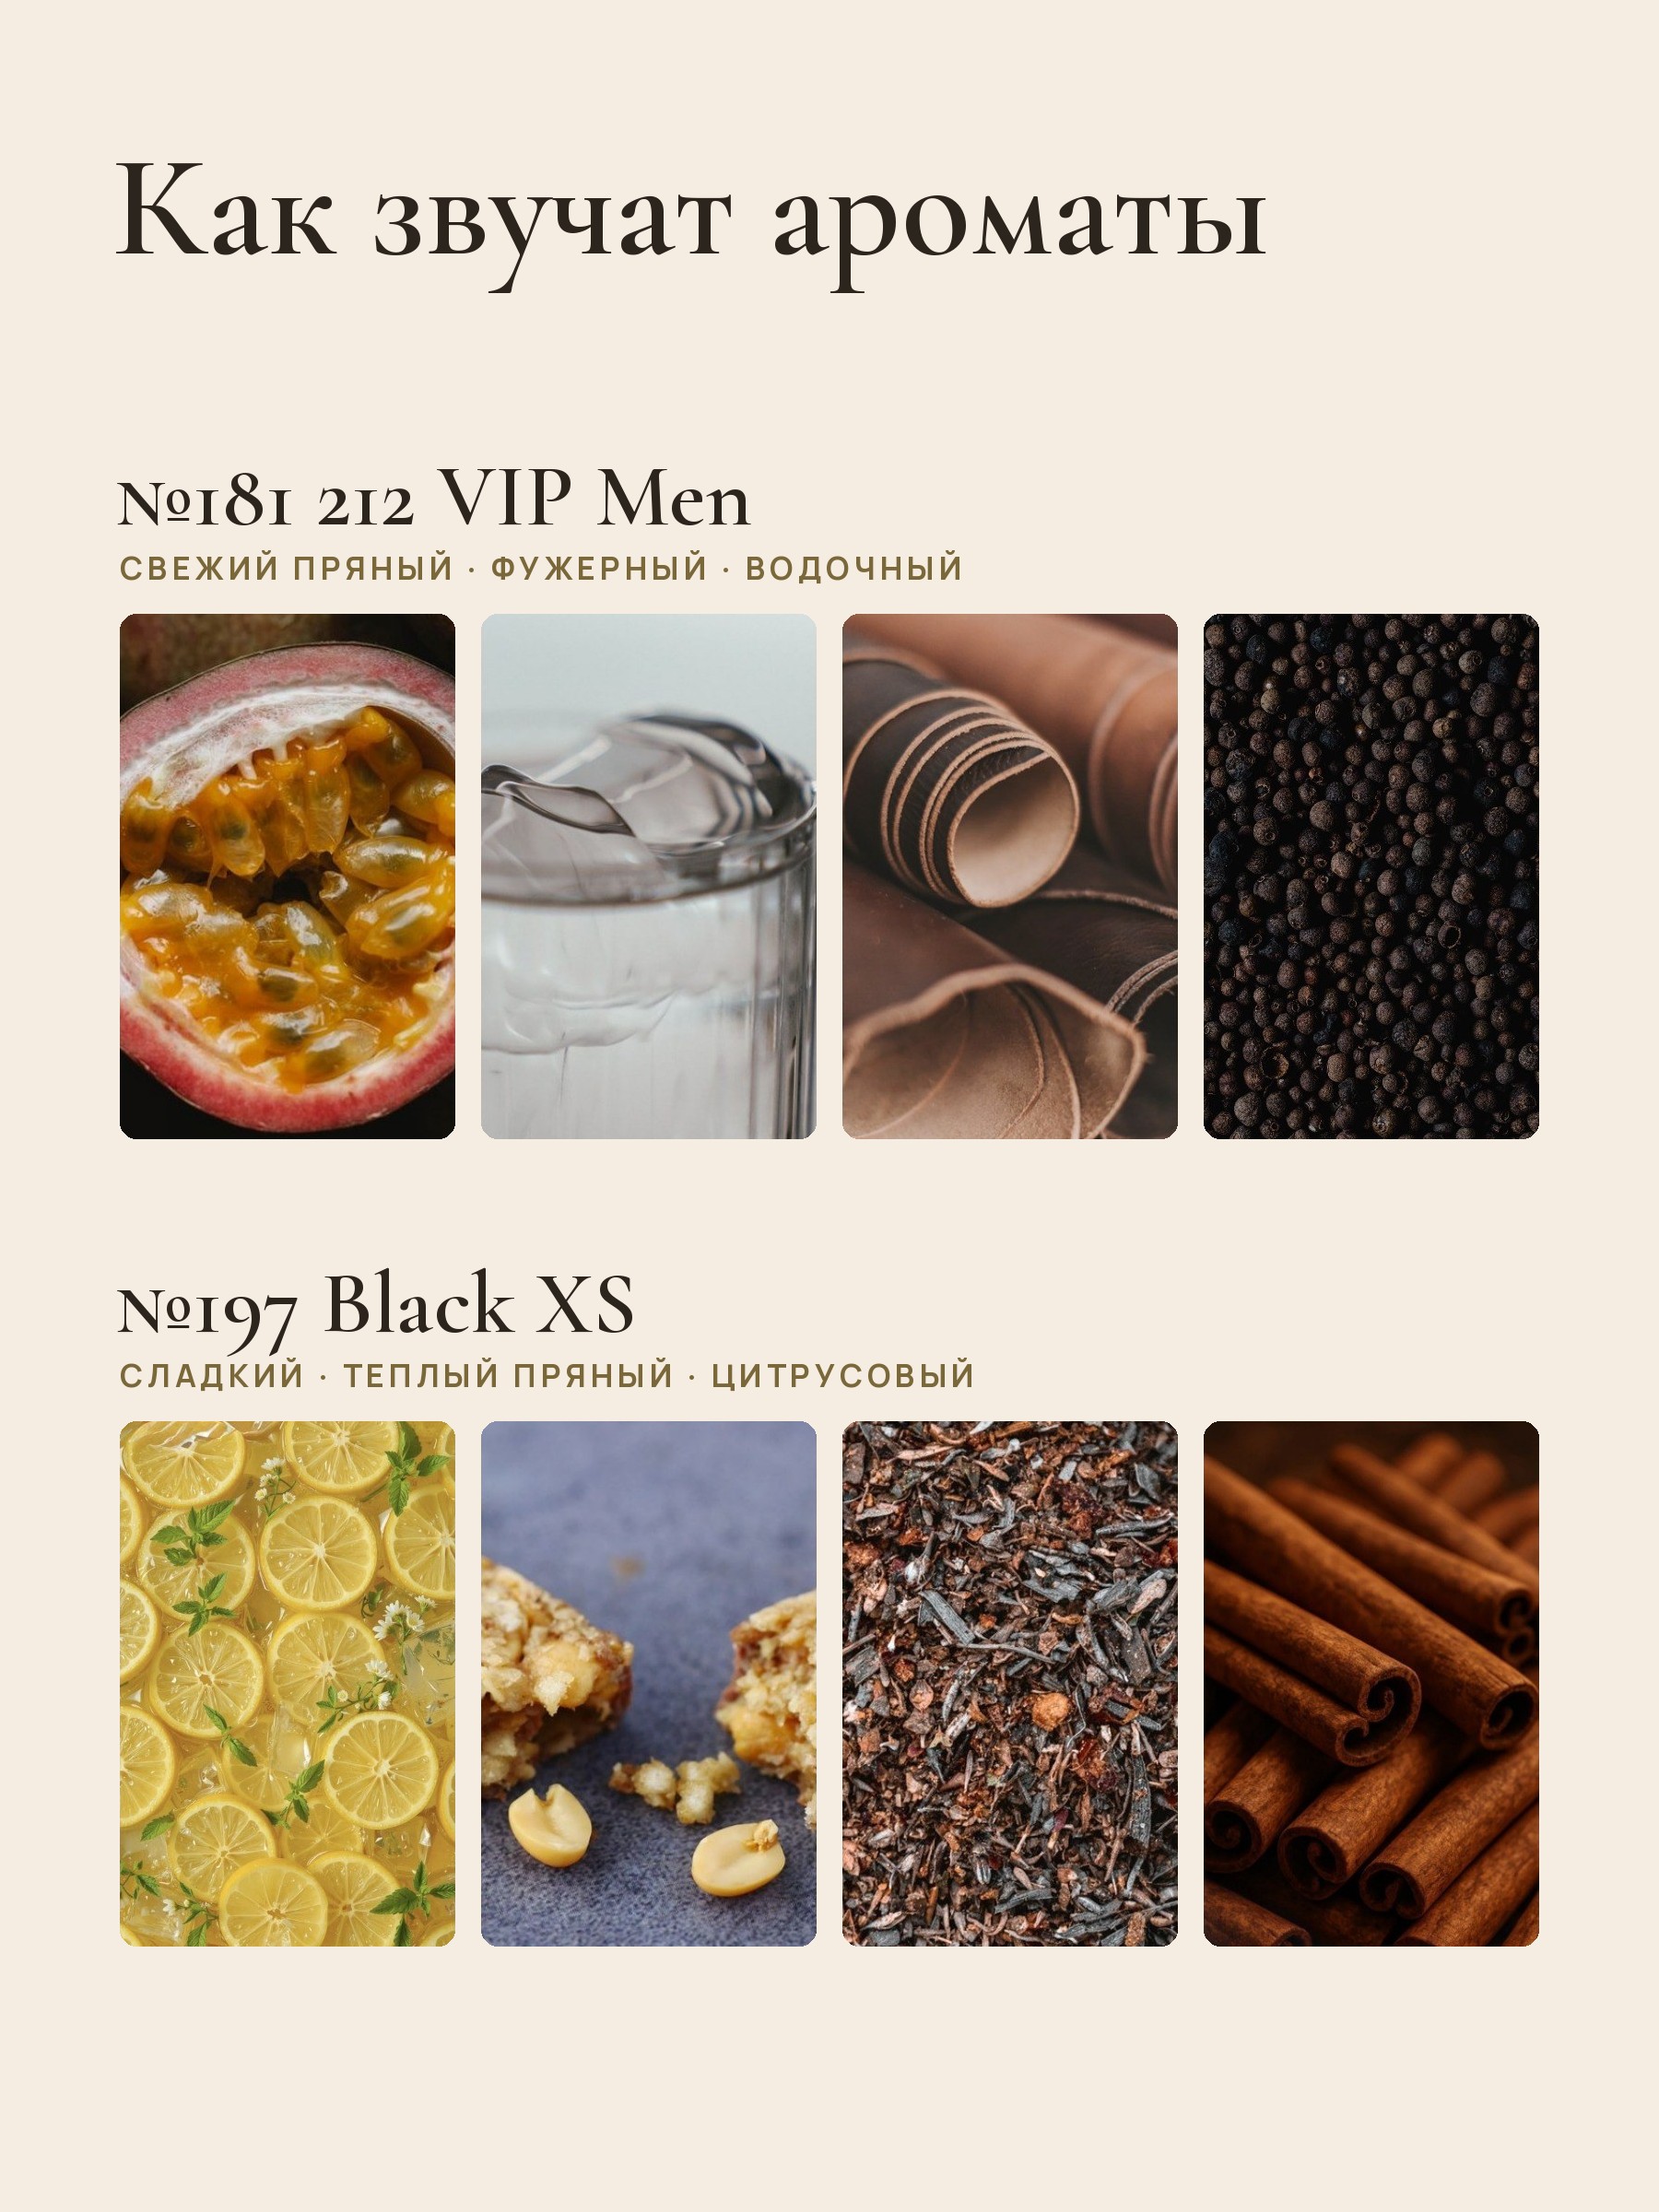 Как звучат ароматы
№181 212 VIP Men
СВЕЖИЙ ПРЯНЫЙ · ФУЖЕРНЫЙ · ВОДОЧНЫЙ
№197 Black XS
СЛАДКИЙ · ТЕПЛЫЙ ПРЯНЫЙ · ЦИТРУСОВЫЙ